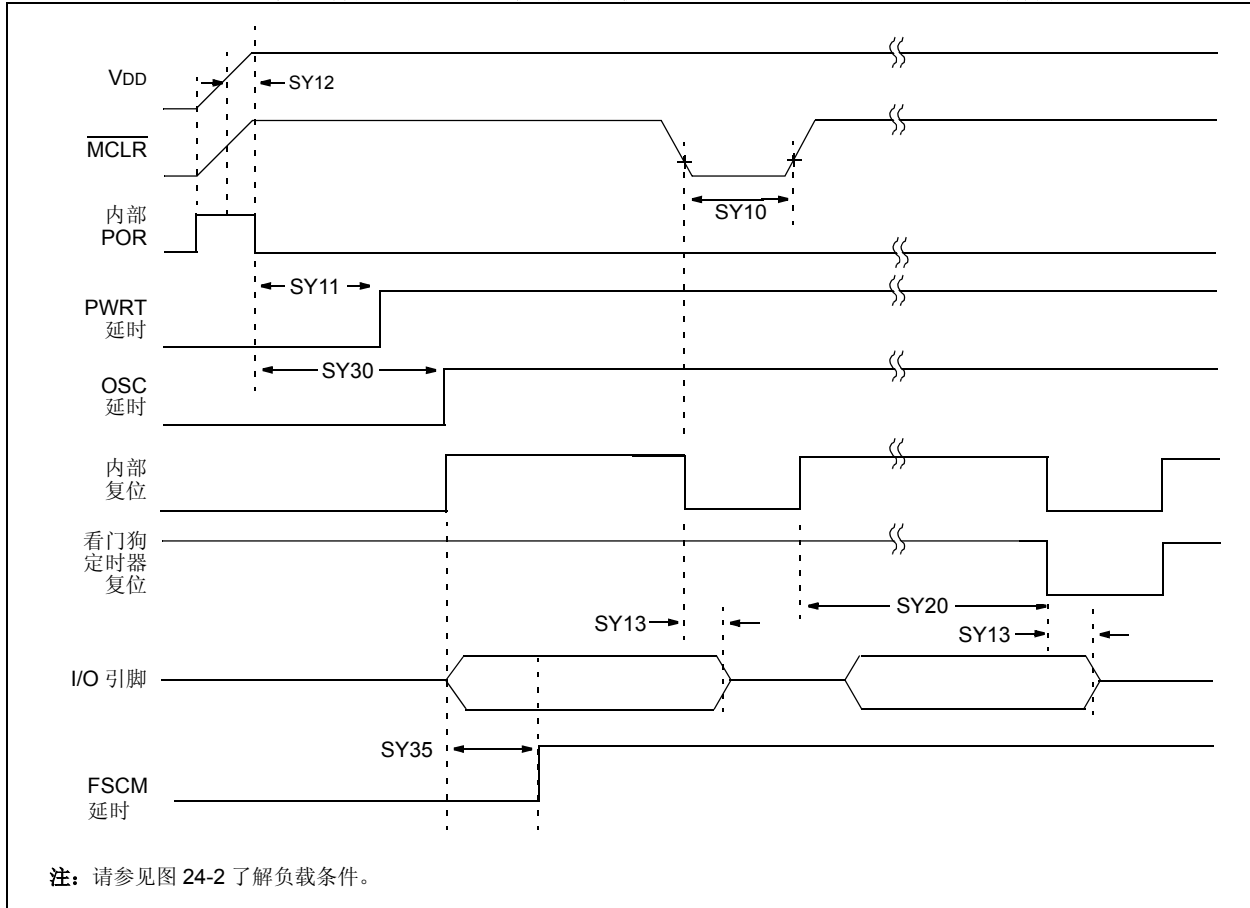 VDD
SY12
MCLR
SY10
内部
POR
SY11
PWRT
延时
SY30
OSC
延时
内部
复位
看门狗
定时器
复位
SY20
SY13
SY13
I/O 引脚
SY35
FSCM
延时
注：请参见图 24-2 了解负载条件。